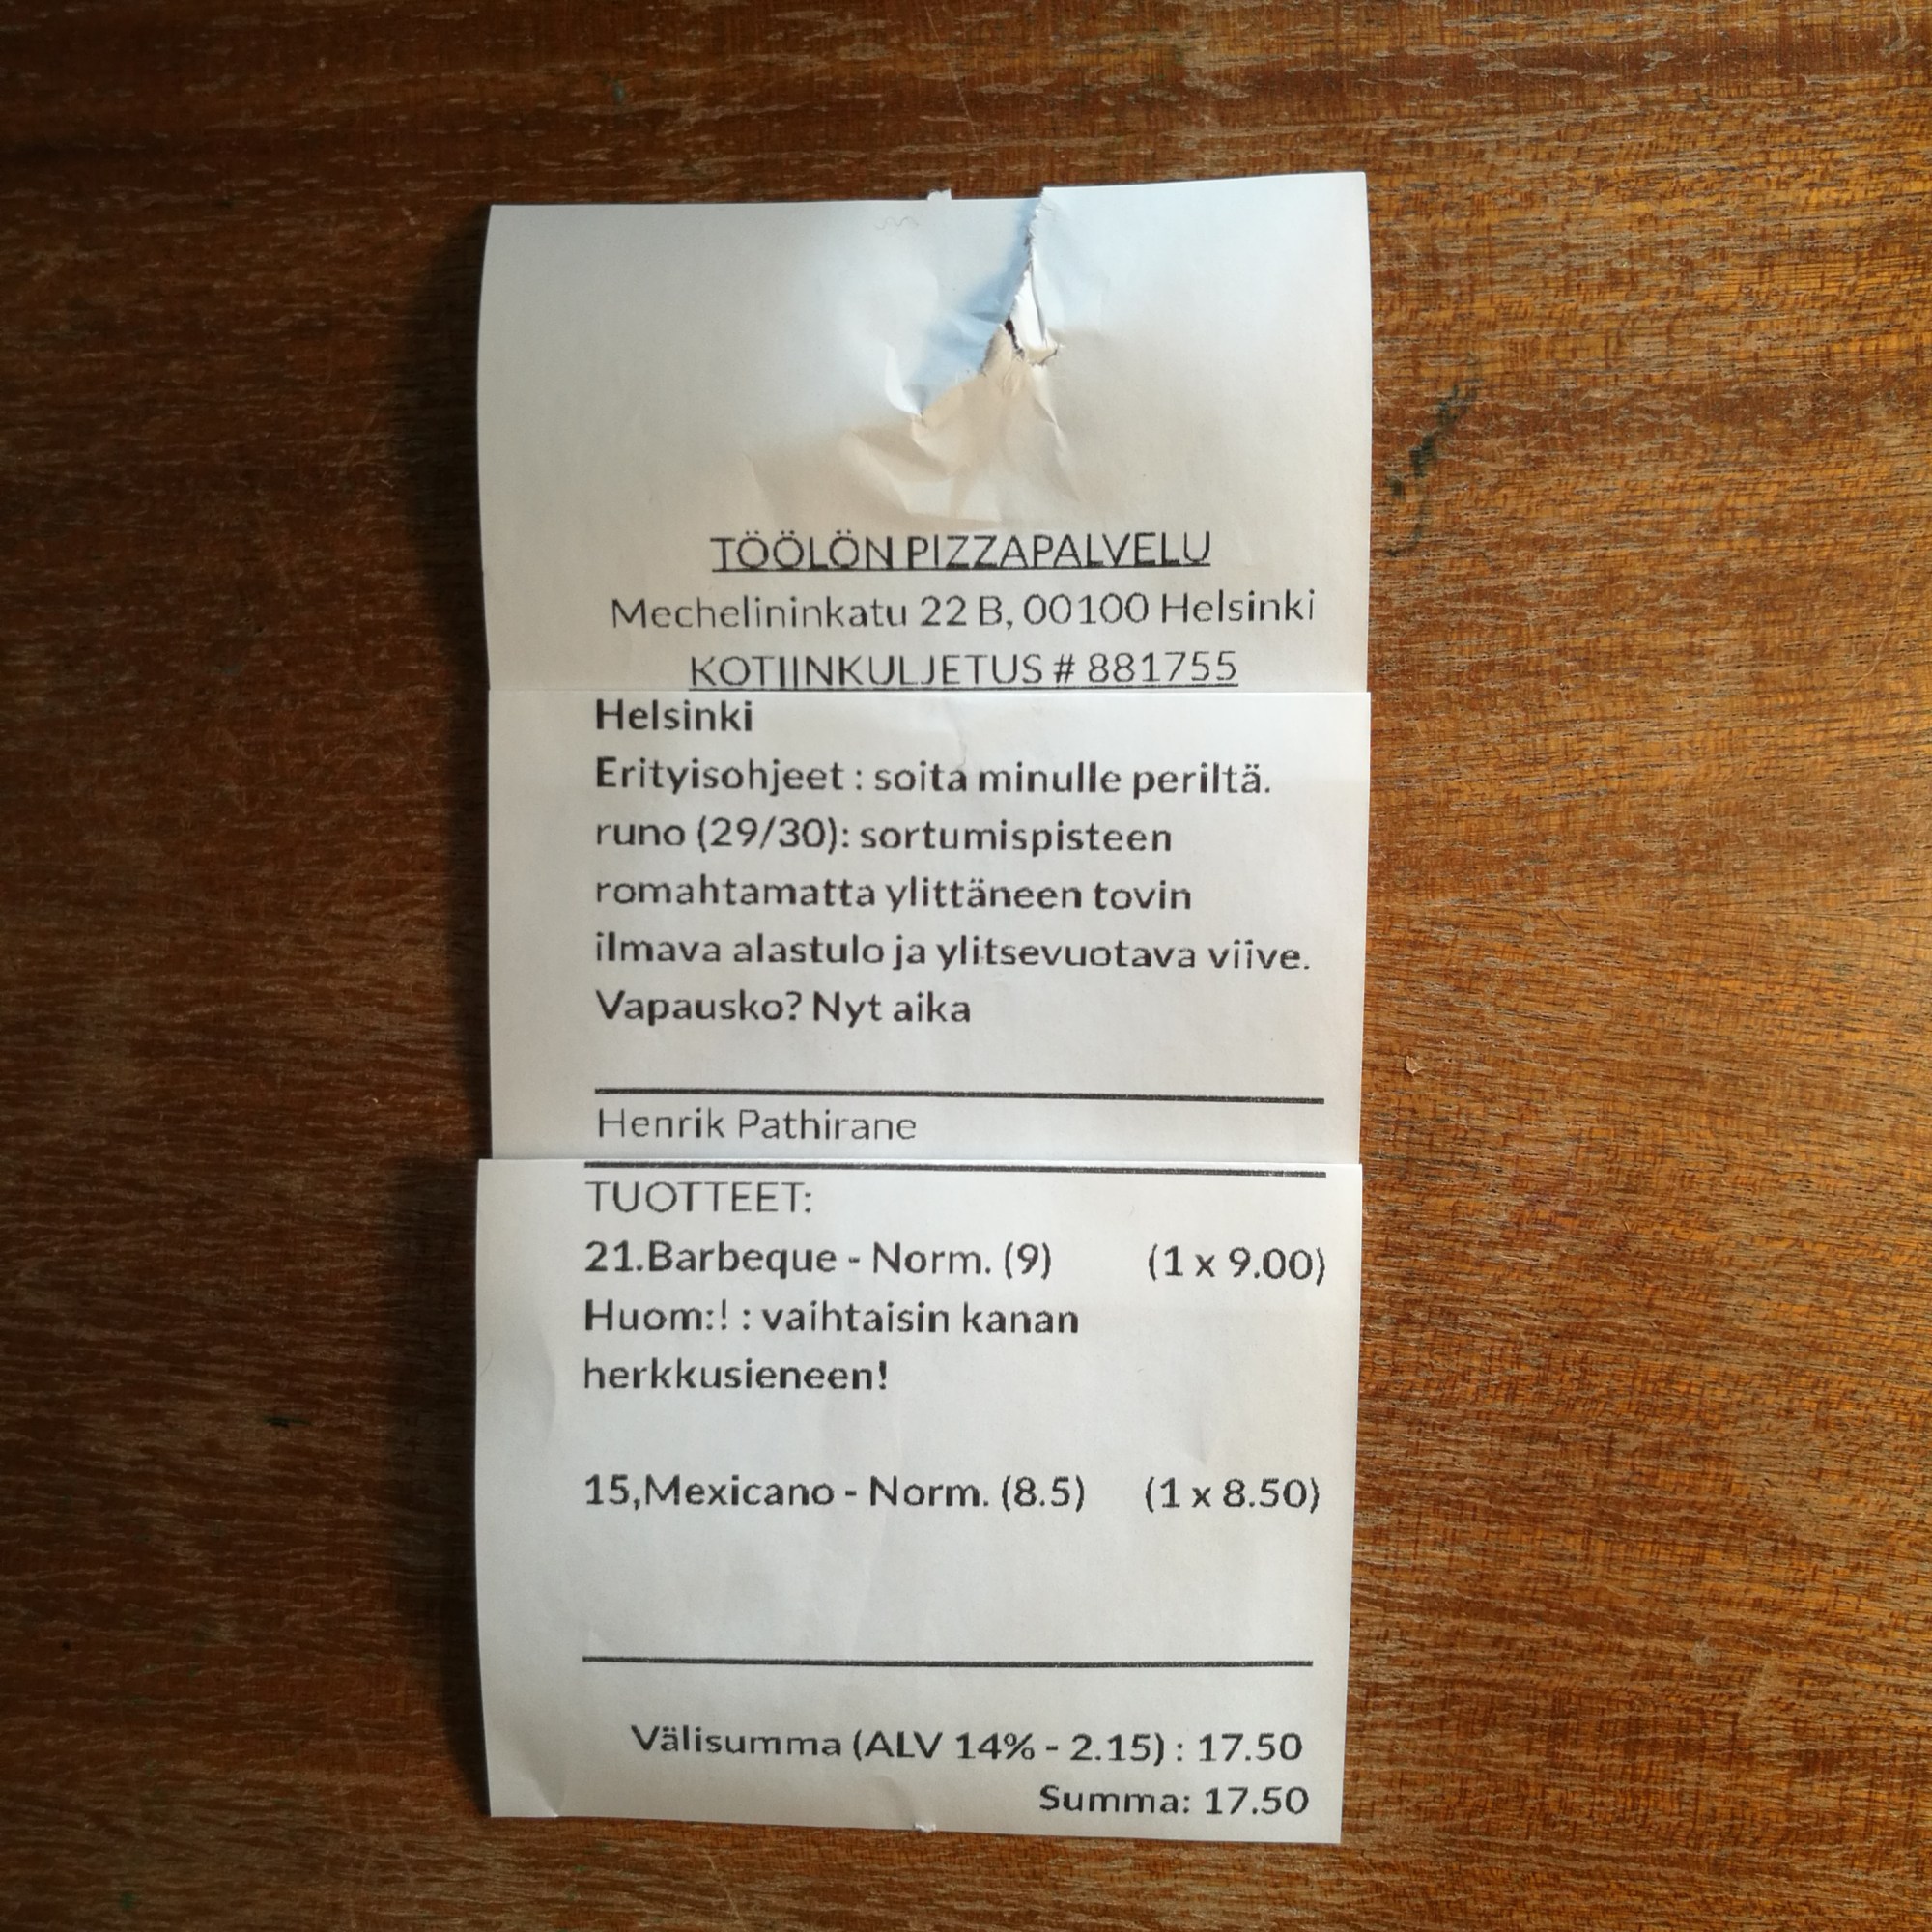 TÖÖLÖN PIZZAPALVELU
Mechelininkatu 22 B, 00100 Helsinki
KOTIINKULJETUS # 881755
Helsinki
Erityisohjeet : soita minulle periltä.
runo (29/30): sortumispisteen
romahtamatta ylittäneen tovin
ilmava alastulo ja ylitsevuotava viive.
Vapausko? Nyt aika
Henrik Pathirane
TUOTTEET:
21.Barbeque - Norm. (9) (1 x 9.00)
Huom:! : vaihtaisin kanan
herkkusieneen!
15,Mexicano - Norm. (8.5) (1 x 8.50)
Välisumma (ALV 14% - 2.15) : 17.50
Summa: 17.50